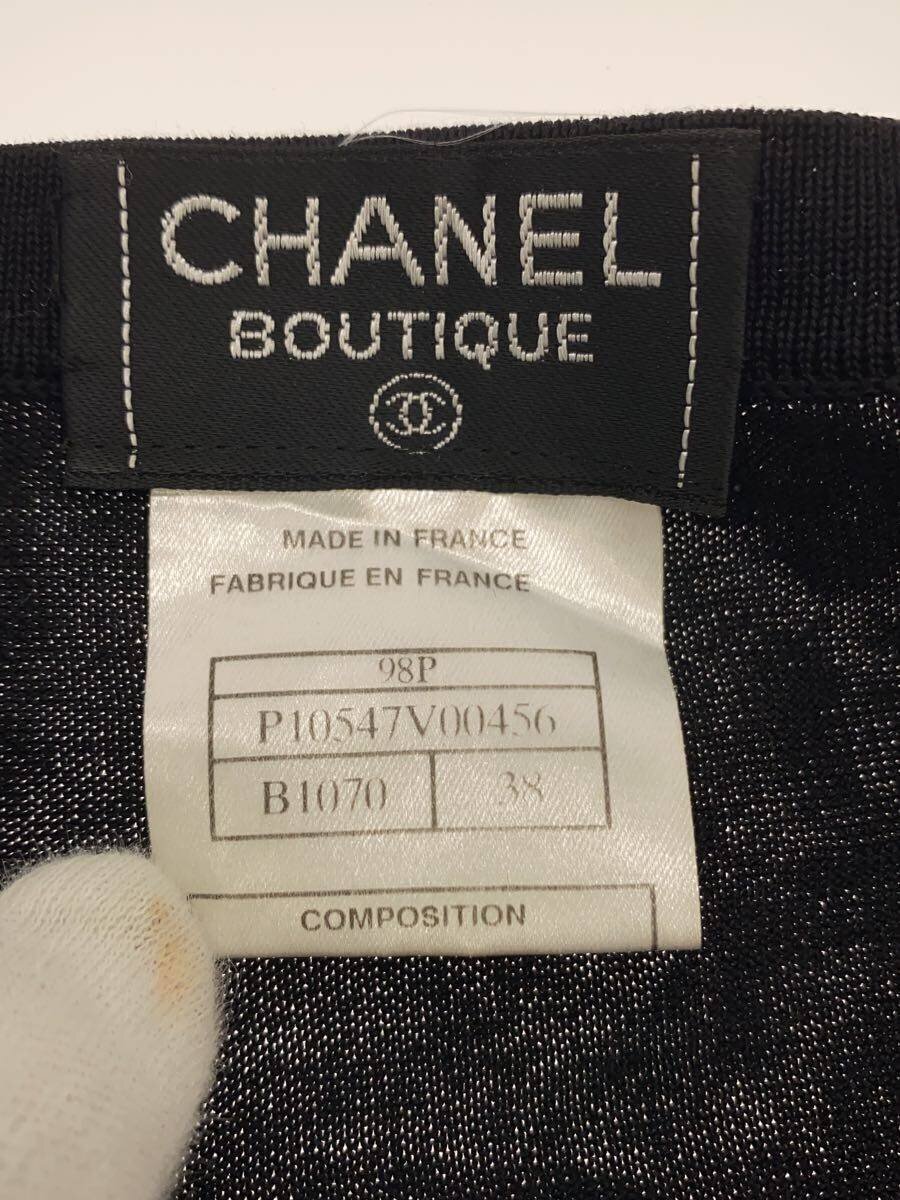 CHANEL
BOUTIQUE
MADE IN FRANCE
FABRIQUE EN FRANCE
98P
P10547V00456
B1070 38
COMPOSITION